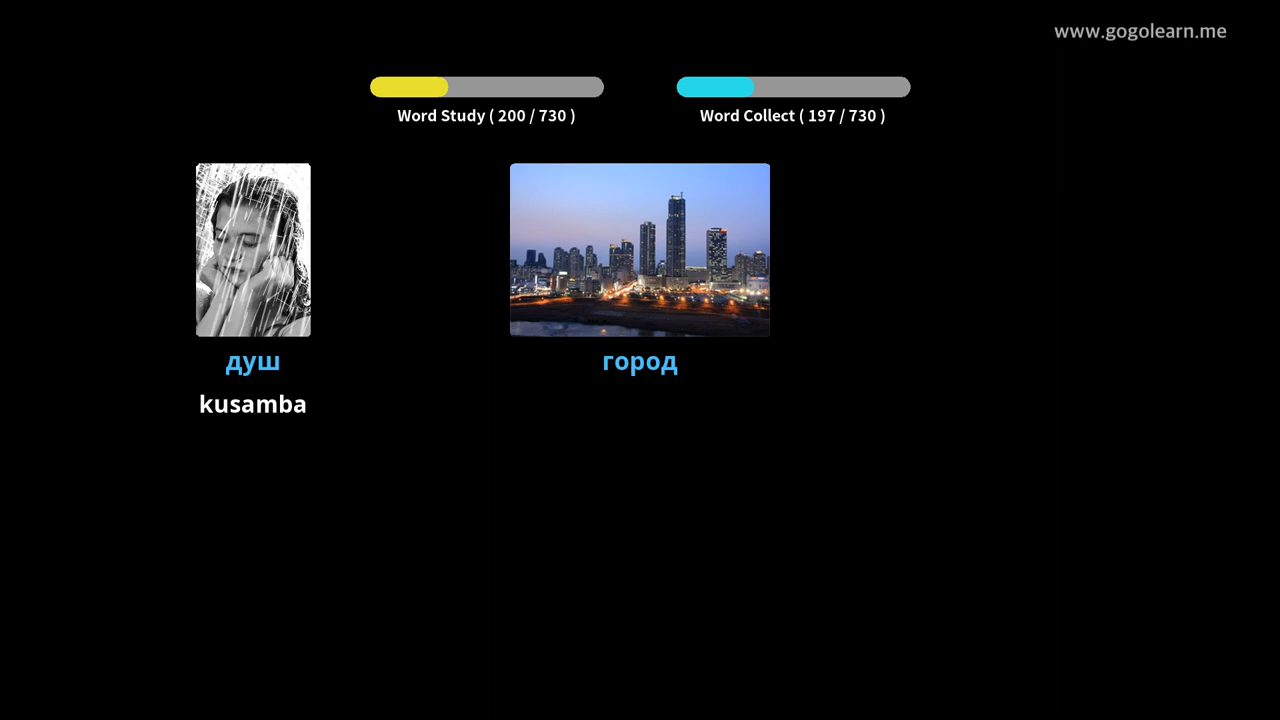 www.gogolearn.me
Word Study ( 200 / 730 )
Word Collect ( 197 / 730 )
душ
город
kusamba